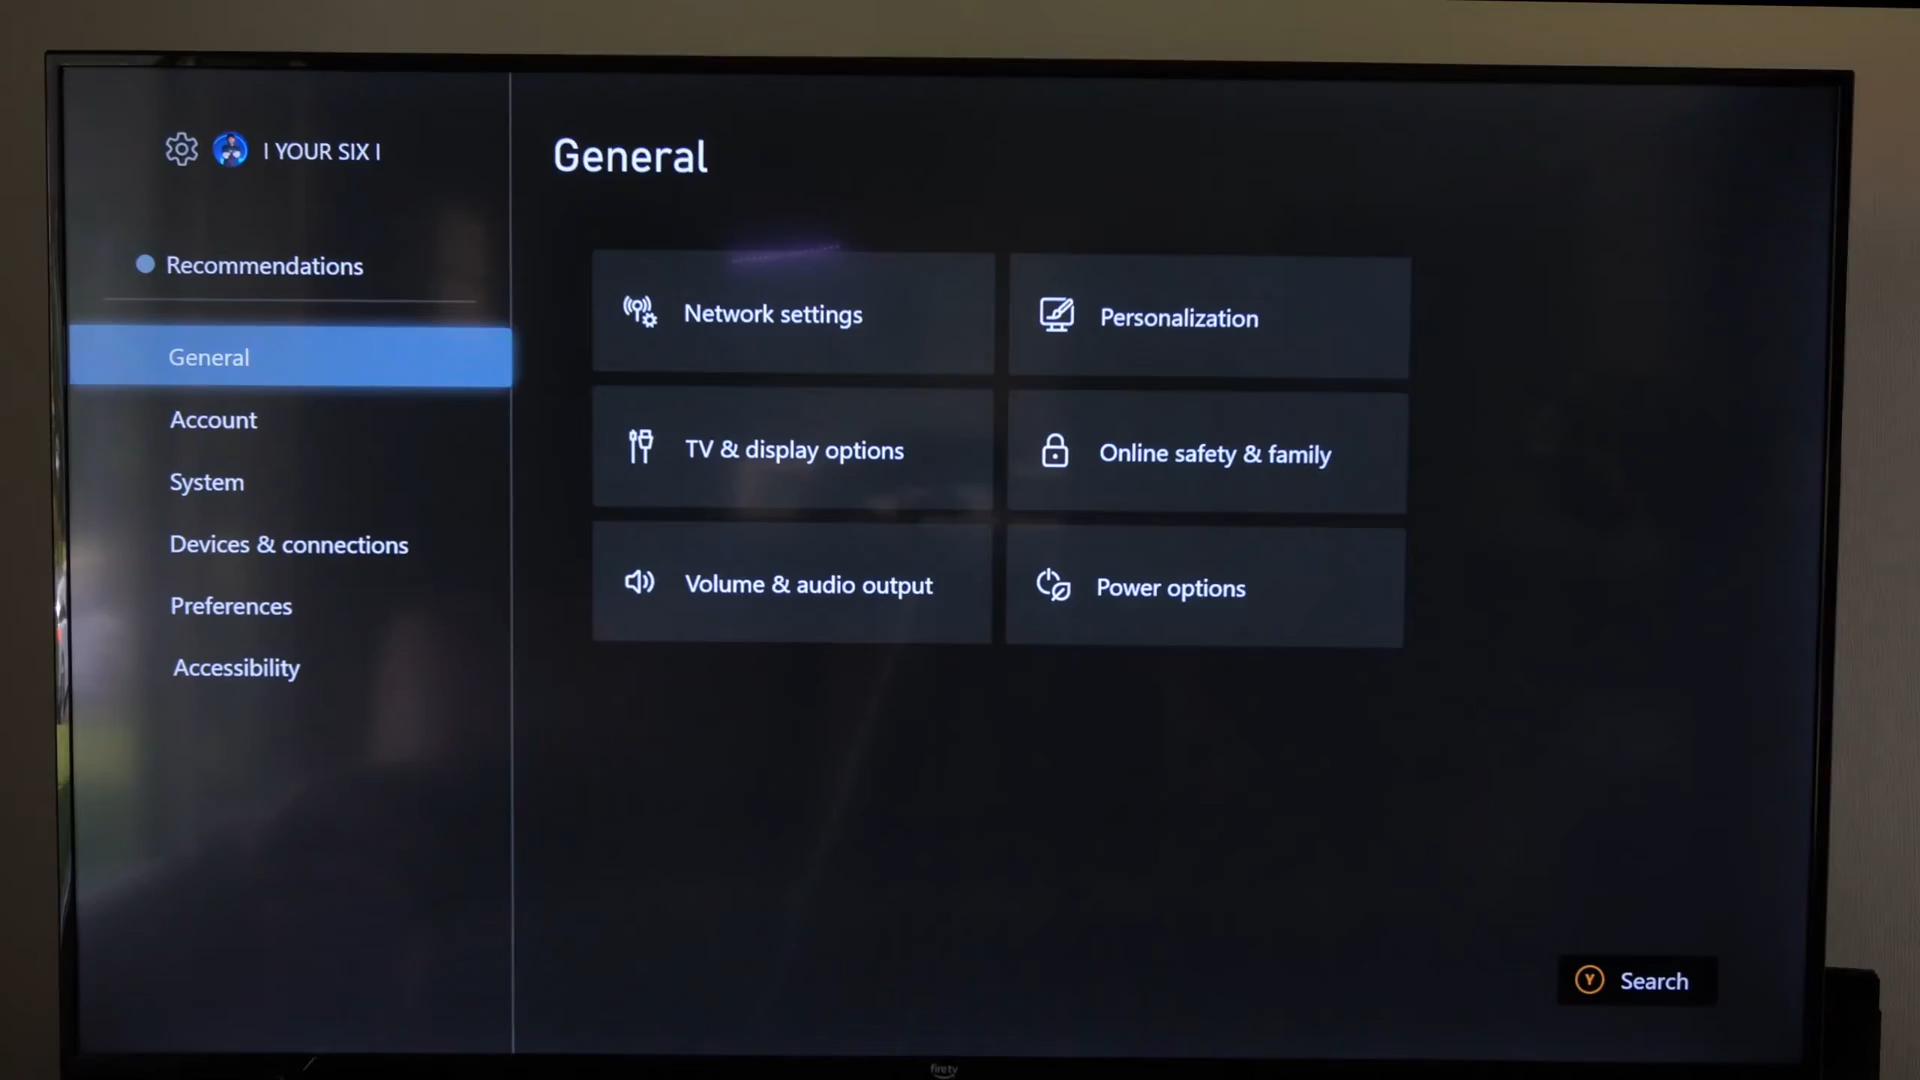 I YOUR SIX I
Recommendations
General
Account
System
Devices & connections
Preferences
Accessibility
General
Network settings
Personalization
TV & display options
Online safety & family
Volume & audio output
Power options
Y Search
firetv